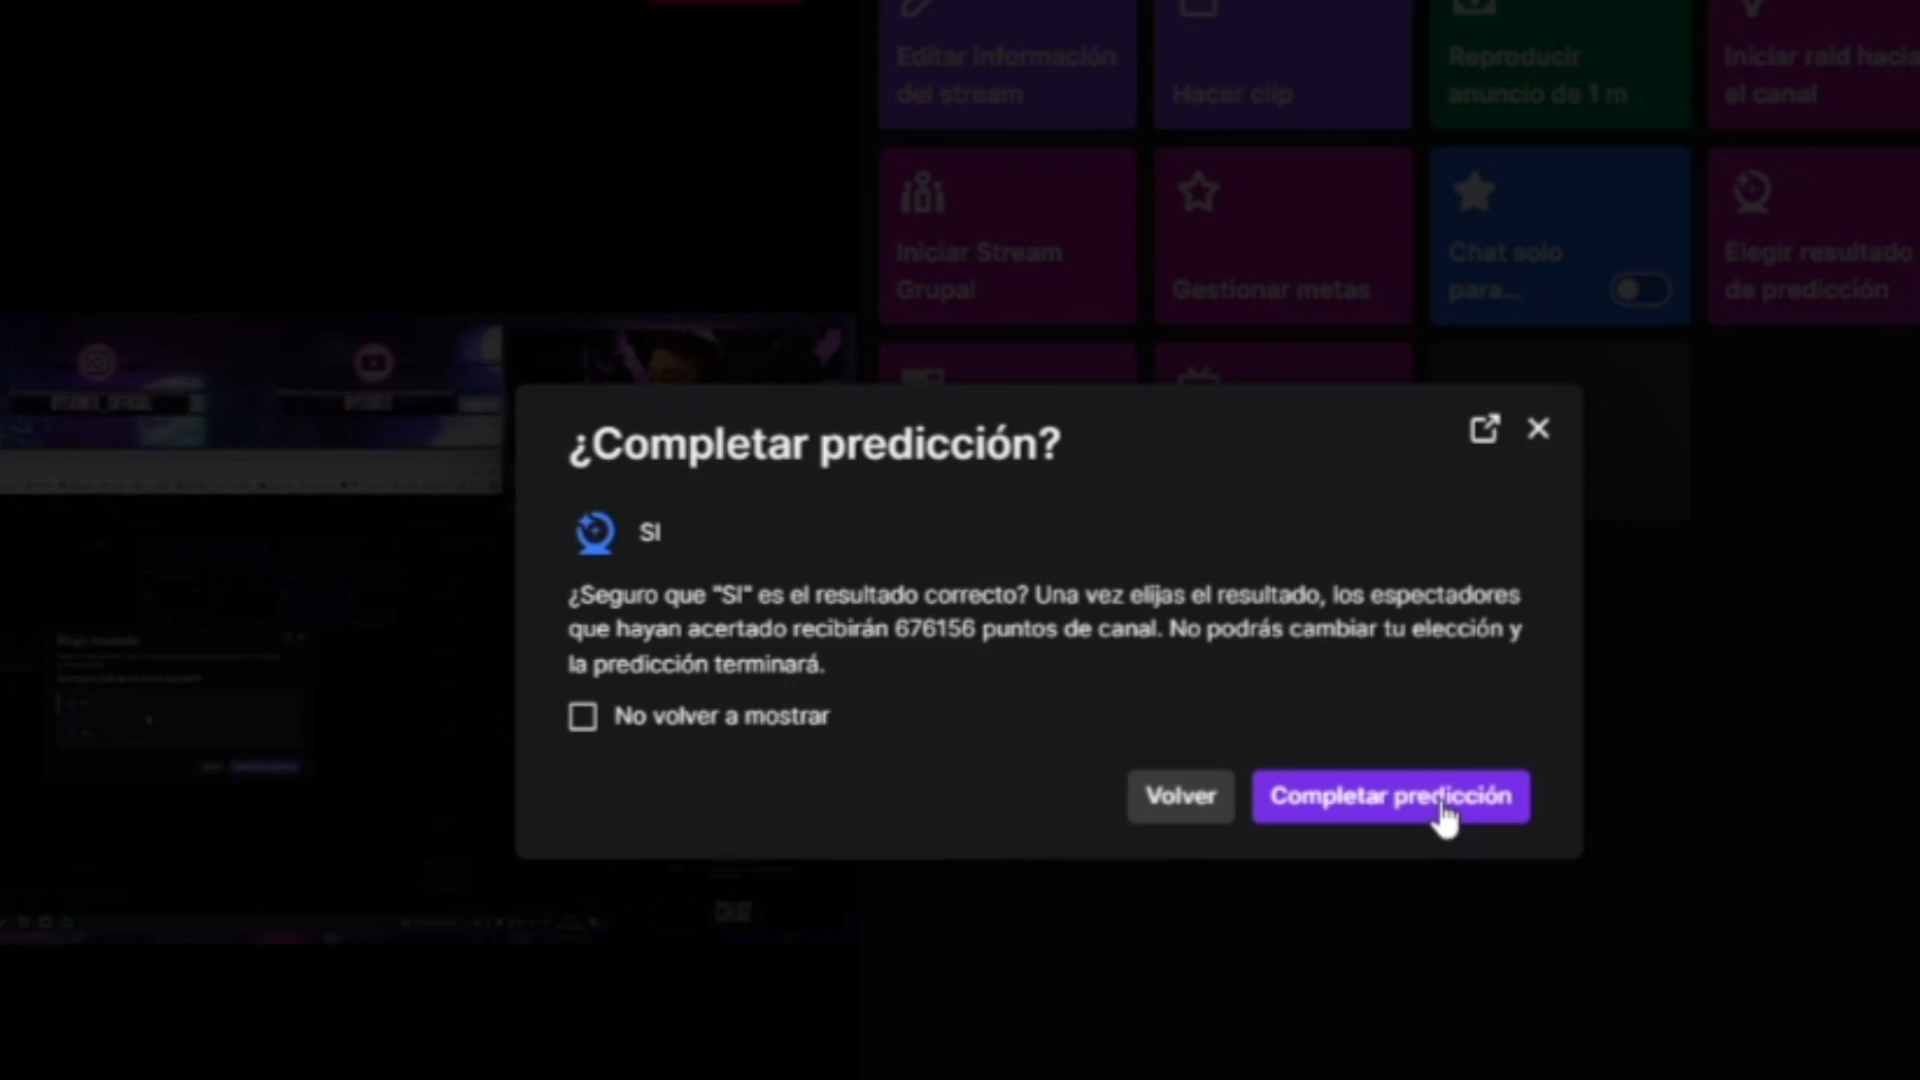 Editar información
del stream
Hacer clip
Reproducir
anuncio de 1 m
Iniciar raid hacia
el canal
Iniciar Stream
Grupal
Gestionar metas
Chat solo
para...
Elegir resultado
de predicción
¿Completar predicción?
SI
¿Seguro que "SI" es el resultado correcto? Una vez elijas el resultado, los espectadores
que hayan acertado recibirán 676156 puntos de canal. No podrás cambiar tu elección y
la predicción terminará.
No volver a mostrar
Volver
Completar predicción